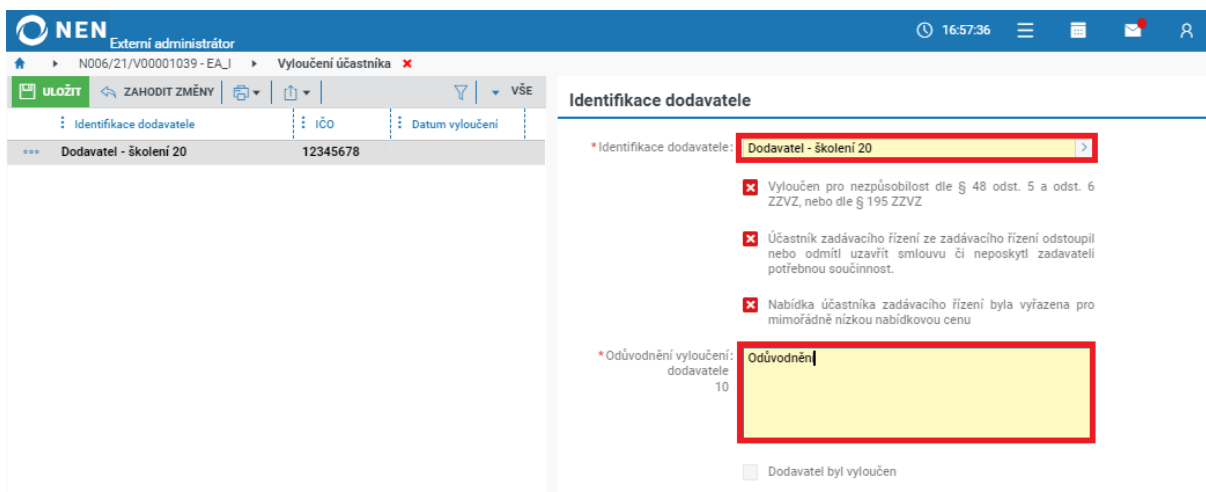 NEN
Externí administrátor
16:57:36
N006/21/V00001039 - EA_I
Vyloučení účastníka
ULOŽIT
ZAHODIT ZMĚNY
VŠE
Identifikace dodavatele
IČO
Datum vyloučení
Dodavatel - školení 20
12345678
Identifikace dodavatele
* Identifikace dodavatele:
Dodavatel - školení 20
Vyloučen pro nezpůsobilost dle § 48 odst. 5 a odst. 6
ZZVZ, nebo dle § 195 ZZVZ
Účastník zadávacího řízení ze zadávacího řízení odstoupil
nebo odmítl uzavřít smlouvu či neposkytl zadavateli
potřebnou součinnost.
Nabídka účastníka zadávacího řízení byla vyřazena pro
mimořádně nízkou nabídkovou cenu
* Odůvodnění vyloučení:
dodavatele
10
Odůvodnění
Dodavatel byl vyloučen